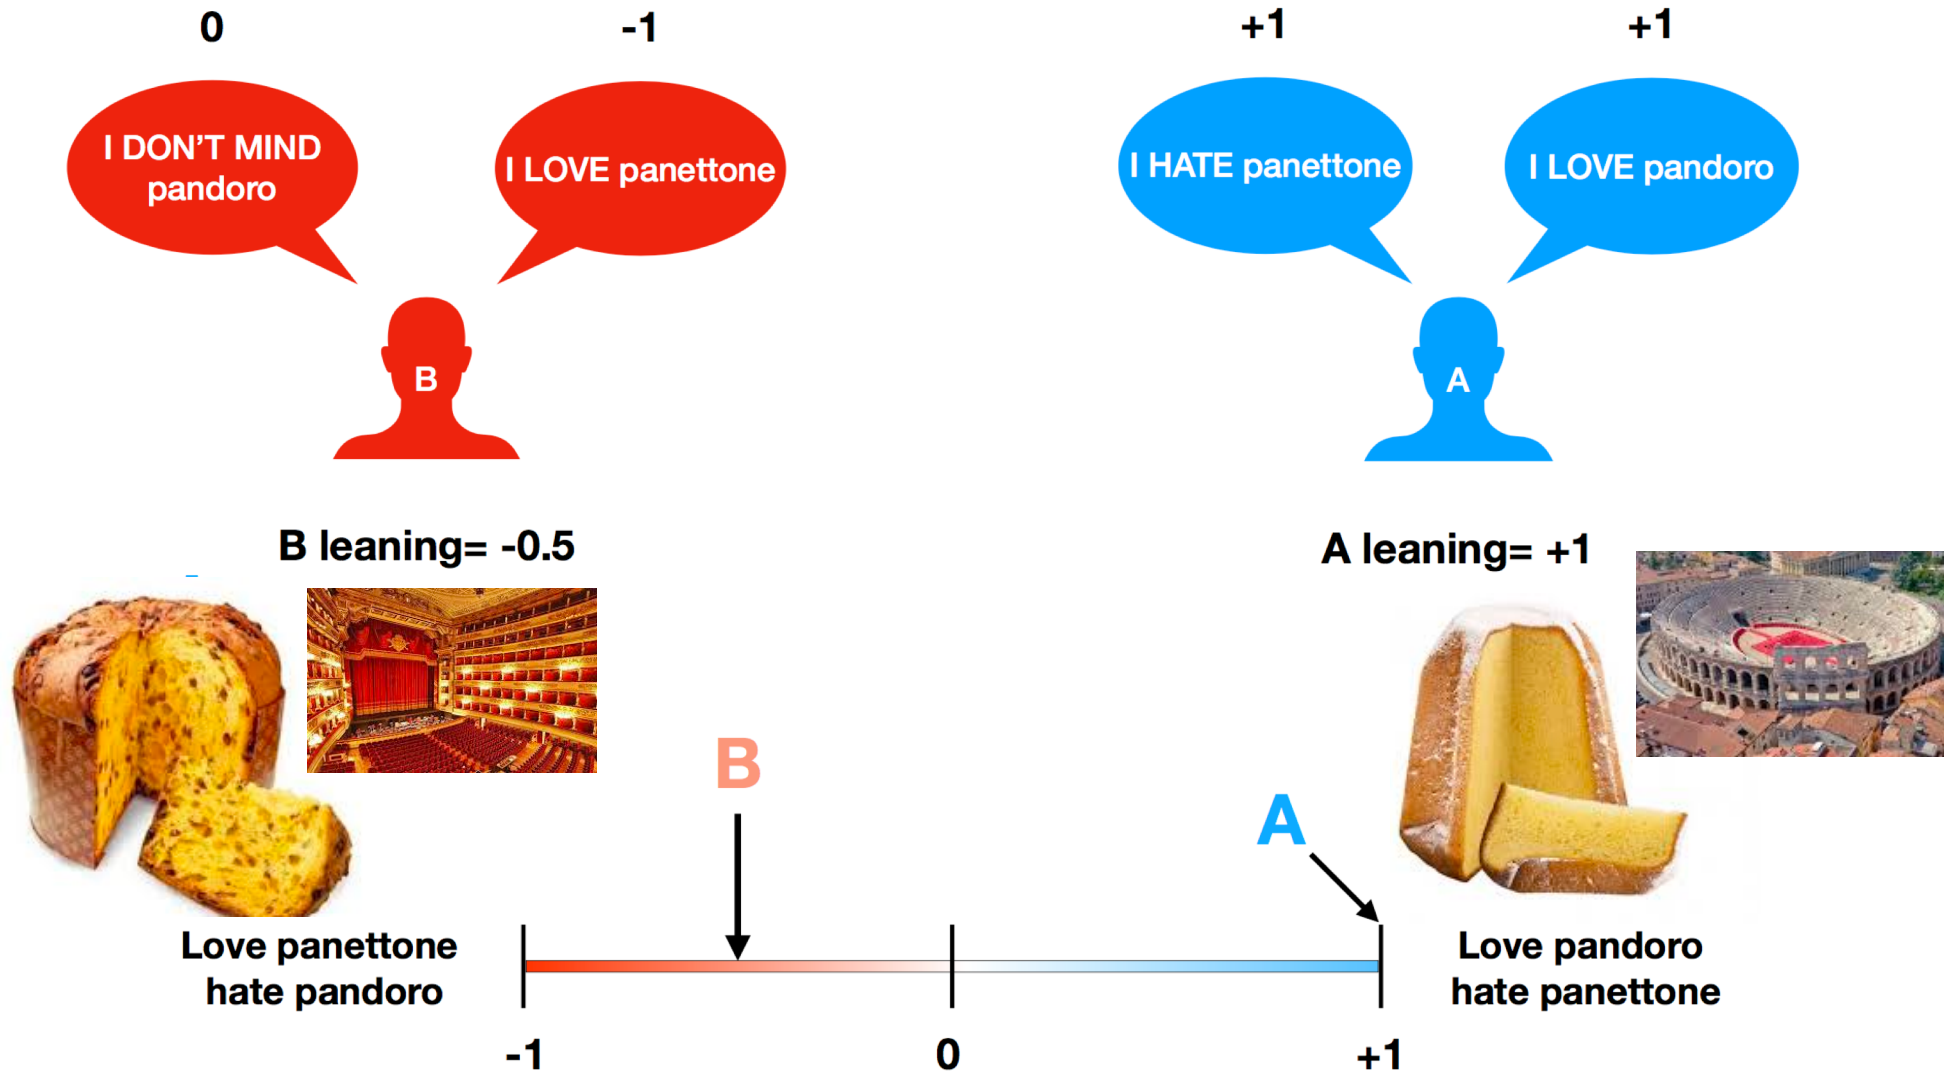 0
-1
+1
+1
I DON'T MIND
pandoro
I LOVE panettone
I HATE panettone
I LOVE pandoro
B
A
B leaning= -0.5
A leaning= +1
B
A
Love panettone
hate pandoro
Love pandoro
hate panettone
-1
0
+1